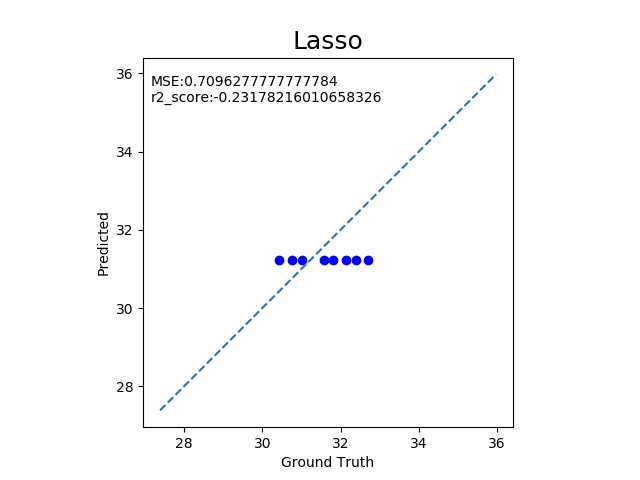 Lasso
MSE:0.7096277777777784
r2_score:-0.23178216010658326
36
34
32
30
28
Predicted
28 30 32 34 36
Ground Truth